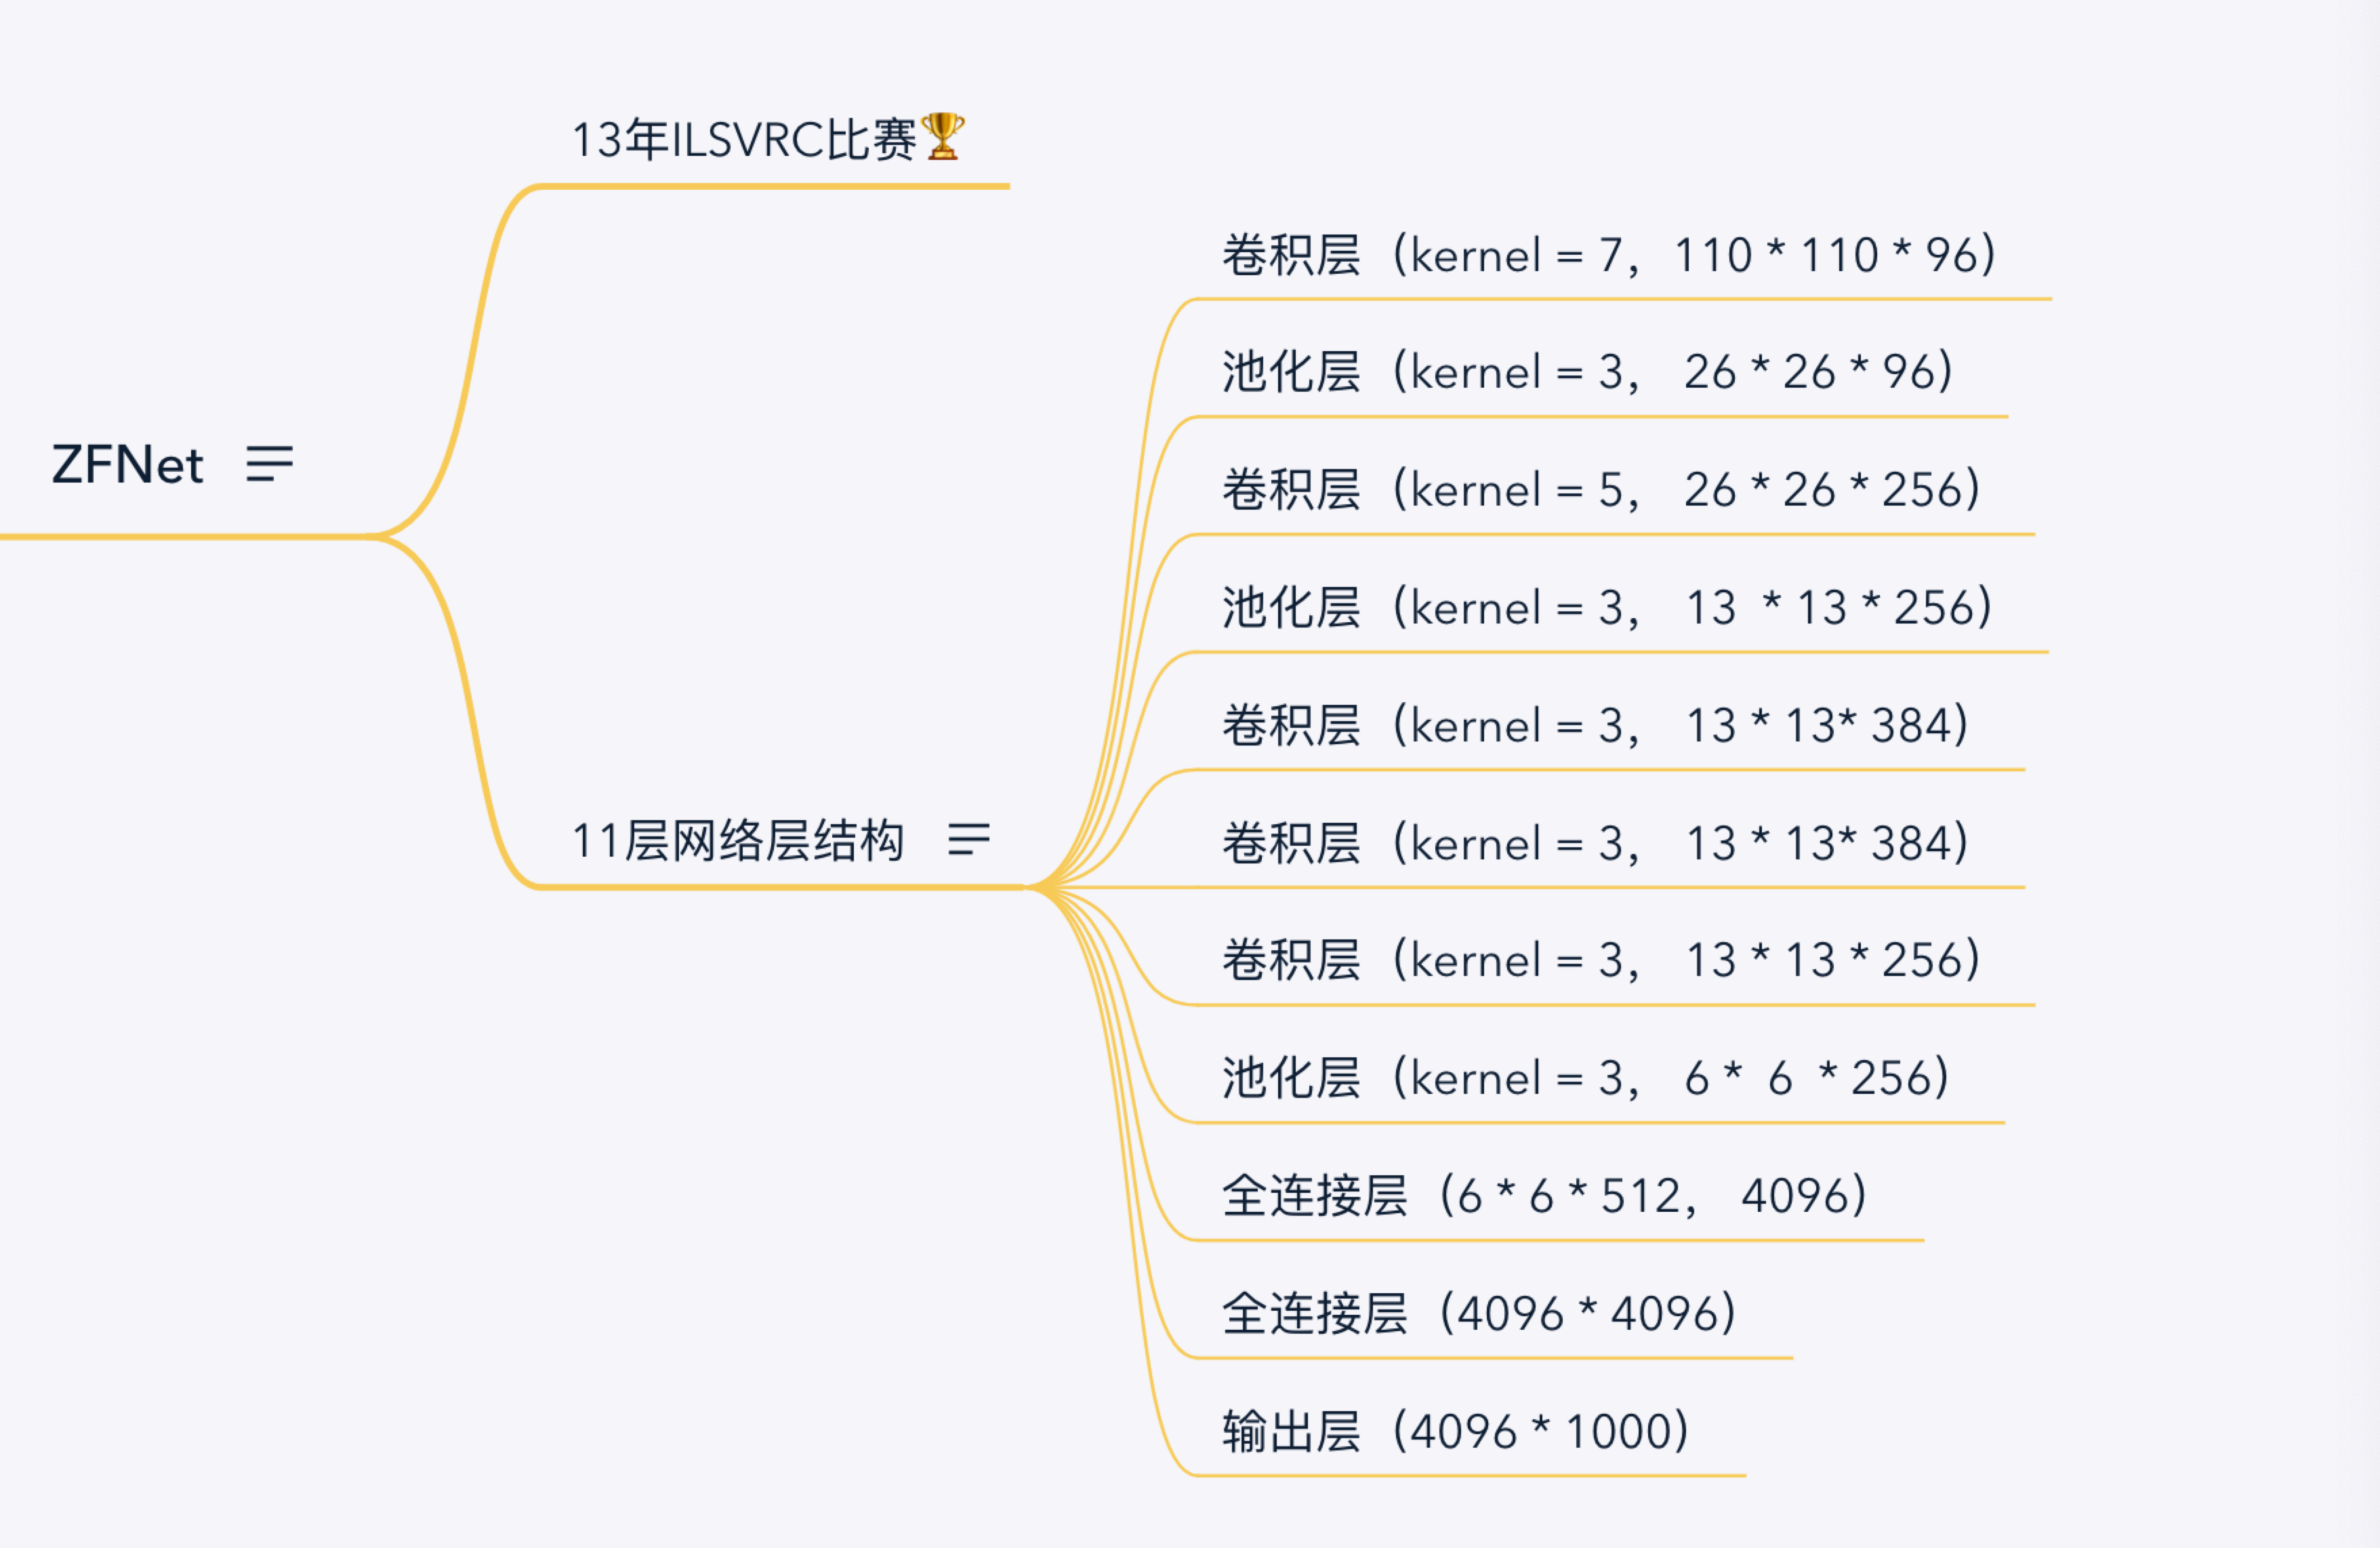 13年ILSVRC比赛🏆
ZFNet
11层网络层结构
卷积层（kernel = 7，110 * 110 * 96）
池化层（kernel = 3， 26 * 26 * 96）
卷积层（kernel = 5， 26 * 26 * 256）
池化层（kernel = 3， 13 * 13 * 256）
卷积层（kernel = 3， 13 * 13* 384）
卷积层（kernel = 3， 13 * 13* 384）
卷积层（kernel = 3， 13 * 13 * 256）
池化层（kernel = 3， 6 * 6 * 256）
全连接层（6 * 6 * 512， 4096）
全连接层（4096 * 4096）
输出层（4096 * 1000）